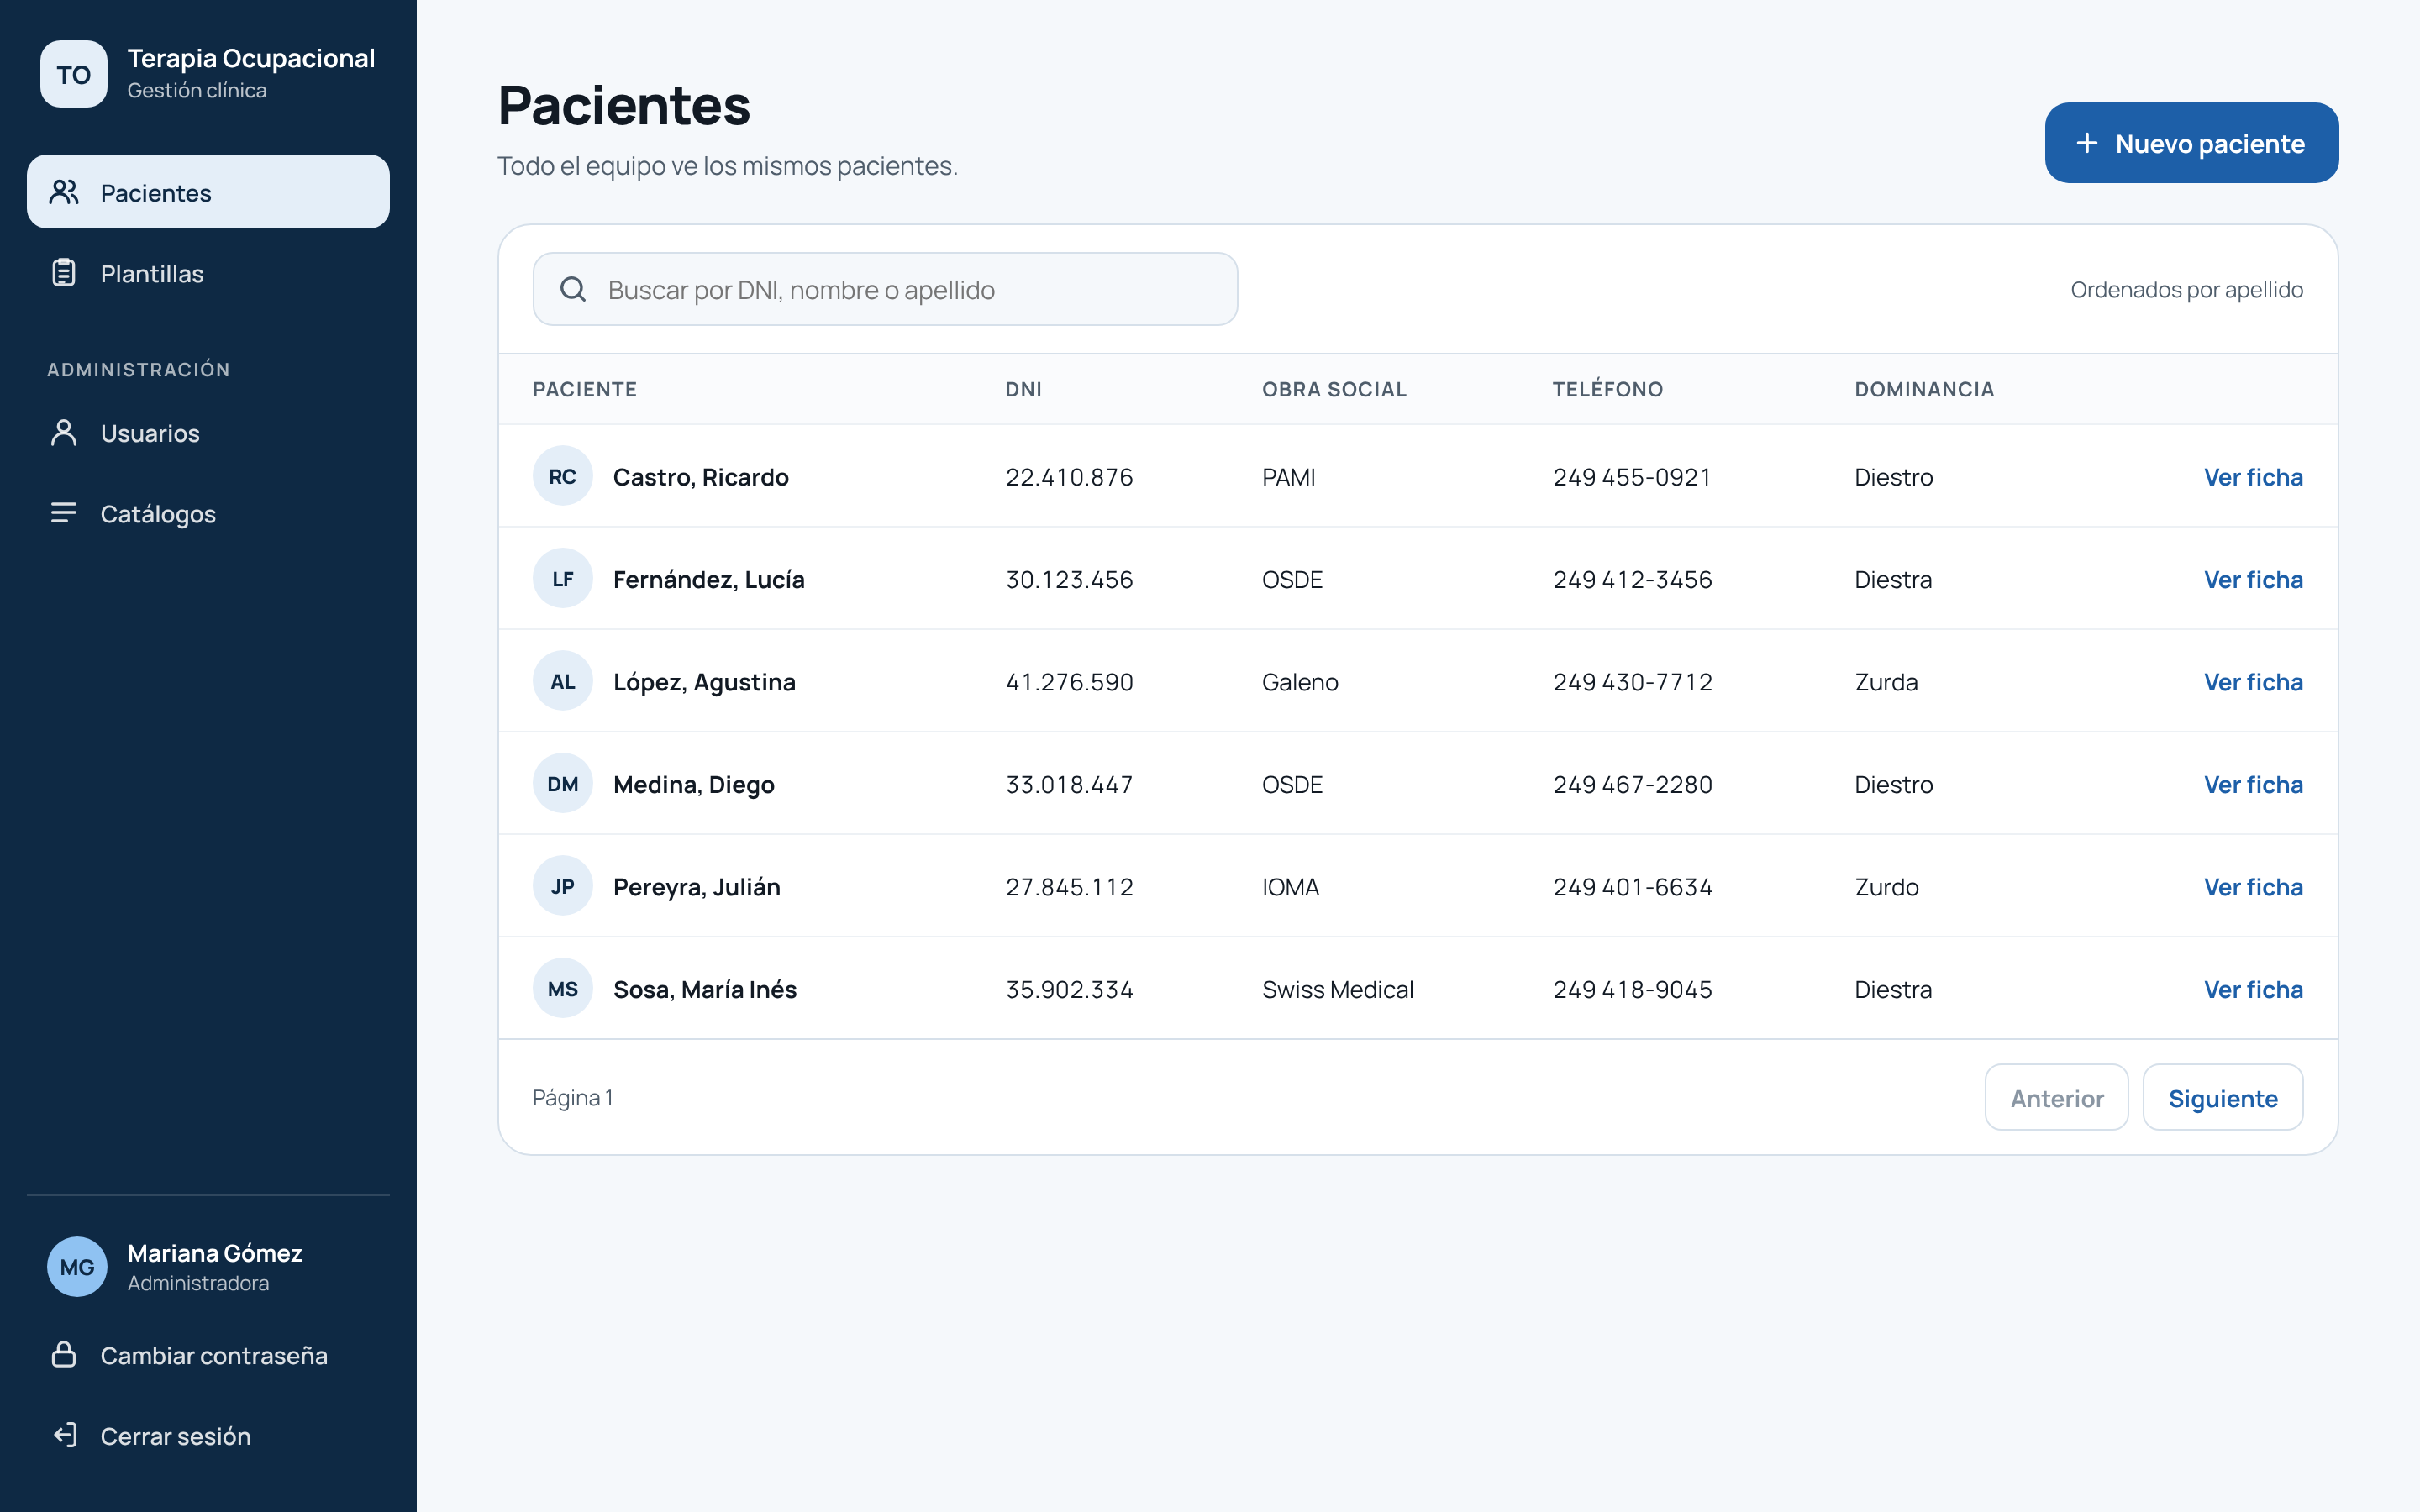 TO
Terapia Ocupacional
Gestión clínica
Pacientes
Plantillas
ADMINISTRACIÓN
Usuarios
Catálogos
MG
Mariana Gómez
Administradora
Cambiar contraseña
Cerrar sesión
Pacientes
Todo el equipo ve los mismos pacientes.
+ Nuevo paciente
Buscar por DNI, nombre o apellido
Ordenados por apellido
PACIENTE DNI OBRA SOCIAL TELÉFONO DOMINANCIA
RC Castro, Ricardo 22.410.876 PAMI 249 455-0921 Diestro Ver ficha
LF Fernández, Lucía 30.123.456 OSDE 249 412-3456 Diestra Ver ficha
AL López, Agustina 41.276.590 Galeno 249 430-7712 Zurda Ver ficha
DM Medina, Diego 33.018.447 OSDE 249 467-2280 Diestro Ver ficha
JP Pereyra, Julián 27.845.112 IOMA 249 401-6634 Zurdo Ver ficha
MS Sosa, María Inés 35.902.334 Swiss Medical 249 418-9045 Diestra Ver ficha
Página 1
Anterior Siguiente